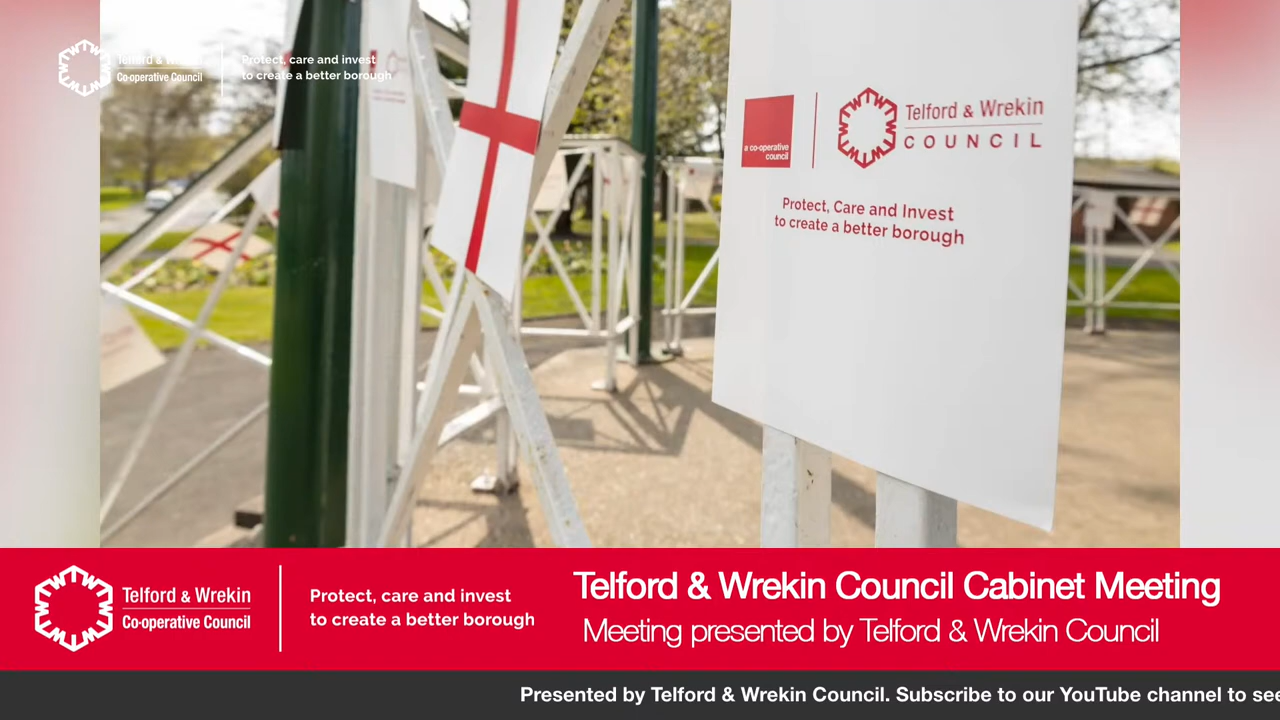 Telford & Wrekin
Co-operative Council
Protect, care and invest
to create a better borough
a co-operative
council
Telford & Wrekin
COUNCIL
Protect, Care and Invest
to create a better borough
Telford & Wrekin
Co-operative Council
Protect, care and invest
to create a better borough
Telford & Wrekin Council Cabinet Meeting
Meeting presented by Telford & Wrekin Council
Presented by Telford & Wrekin Council. Subscribe to our YouTube channel to see